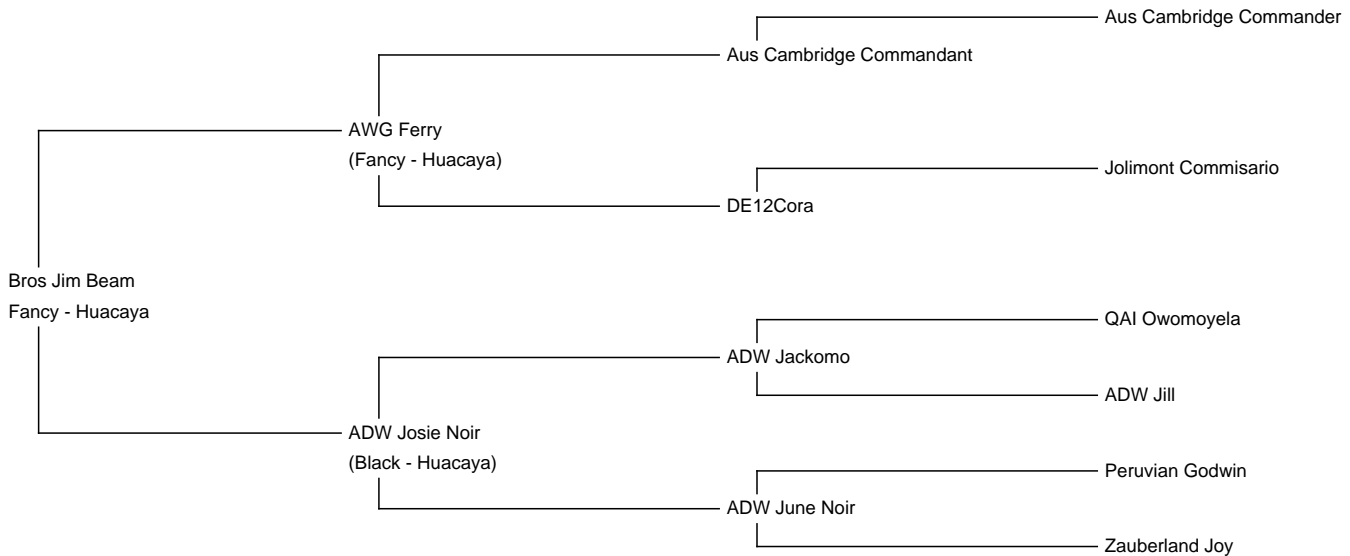 Aus Cambridge Commander
Aus Cambridge Commandant
AWG Ferry
(Fancy - Huacaya)
Jolimont Commisario
DE12Cora
Bros Jim Beam
Fancy - Huacaya
QAI Owomoyela
ADW Jackomo
ADW Jill
ADW Josie Noir
(Black - Huacaya)
Peruvian Godwin
ADW June Noir
Zauberland Joy